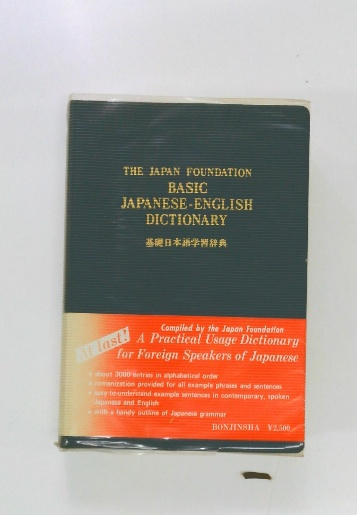 THE JAPAN FOUNDATION
BASIC
JAPANESE-ENGLISH
DICTIONARY
基礎日本語学習辞典
At last!
Compiled by the Japan Foundation
A Practical Usage Dictionary
for Foreign Speakers of Japanese
• about 3000 entries in alphabetical order
• romanization provided for all example phrases and sentences
• easy-to-understand example sentences in contemporary, spoken
Japanese and English
• with a handy outline of Japanese grammar
BONJINSHA ¥2,500